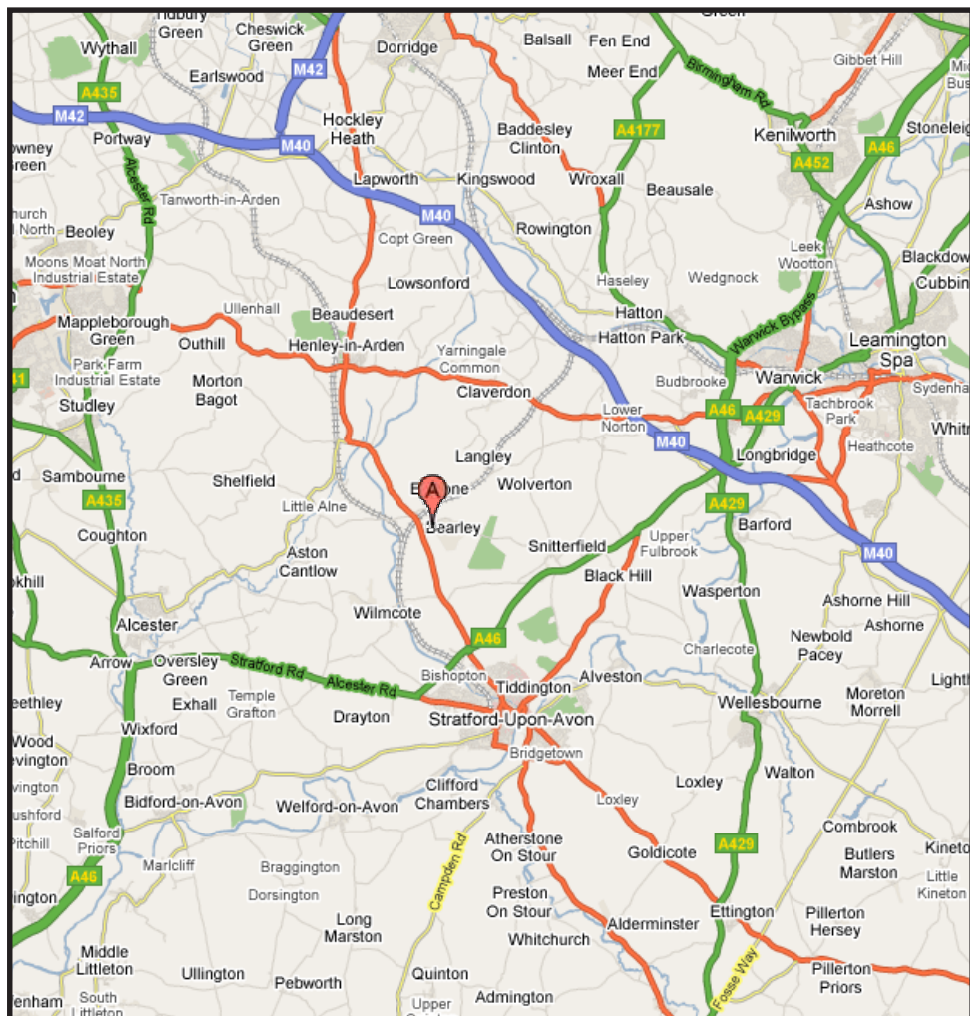 Cheswick
Green
Green
Wythall
Dorridge
Balsall
Fen End
Green
Gibbet Hill
Earlswood
M42
Meer End
Birmingham Rd
A435
M42
Portway
Hockley
Heath
M40
Baddesley
Clinton
A4177
Kenilworth
A46
A452
Alcester Rd
Lapworth
Kingswood
Wroxall
Beausale
Tanworth-in-Arden
M40
Ashow
Beoley
Copt Green
Rowington
Leek
Wootton
Moons Moat North
Industrial Estate
Lowsonford
Haseley
Wedgnock
Ullenhall
Beaudesert
Hatton
Warwick Bypass
Mappleborough
Green
Outhill
Henley-in-Arden
Yarningale
Common
Hatton Park
Leamington
Spa
Park Farm
Industrial Estate
Morton
Bagot
Claverdon
Budbrooke
Warwick
Studley
Lower
Norton
A46
A429
Tachbrook
Park
M40
Heathcote
Sambourne
Langley
Longbridge
Shelfield
Wolverton
A435
Little Alne
A
A429
Bearley
Barford
Coughton
Snitterfield
Upper
Fulbrook
M40
Aston
Cantlow
Black Hill
Wasperton
Wilmcote
Ashorne Hill
Alcester
A46
Newbold
Pacey
Ashorne
Arrow
Oversley
Green
Stratford Rd
Alcester Rd
Bishopton
Charlecote
Tiddington
Alveston
Exhall
Temple
Grafton
Drayton
Stratford-Upon-Avon
Wellesbourne
Moreton
Morrell
Wixford
Bridgetown
Broom
Clifford
Chambers
Loxley
Walton
Bidford-on-Avon
Welford-on-Avon
Loxley
Salford
Priors
Combrook
Atherstone
On Stour
A429
Marlcliff
Campden Rd
Goldicote
Butlers
Marston
A46
Braggington
Little
Kineton
Dorsington
Preston
On Stour
Long
Marston
Alderminster
Ettington
Pillerton
Hersey
Whitchurch
Middle
Littleton
Ullington
Pebworth
Quinton
Fosse Way
Pillerton
Priors
South
Littleton
Upper
Admington